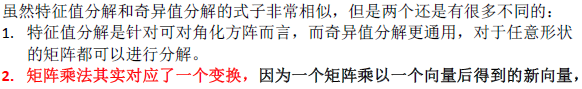 虽然特征值分解和奇异值分解的式子非常相似，但是两个还是有很多不同的：
1. 特征值分解是针对可对角化方阵而言，而奇异值分解更通用，对于任意形状
的矩阵都可以进行分解。
2. 矩阵乘法其实对应了一个变换，因为一个矩阵乘以一个向量后得到的新向量，